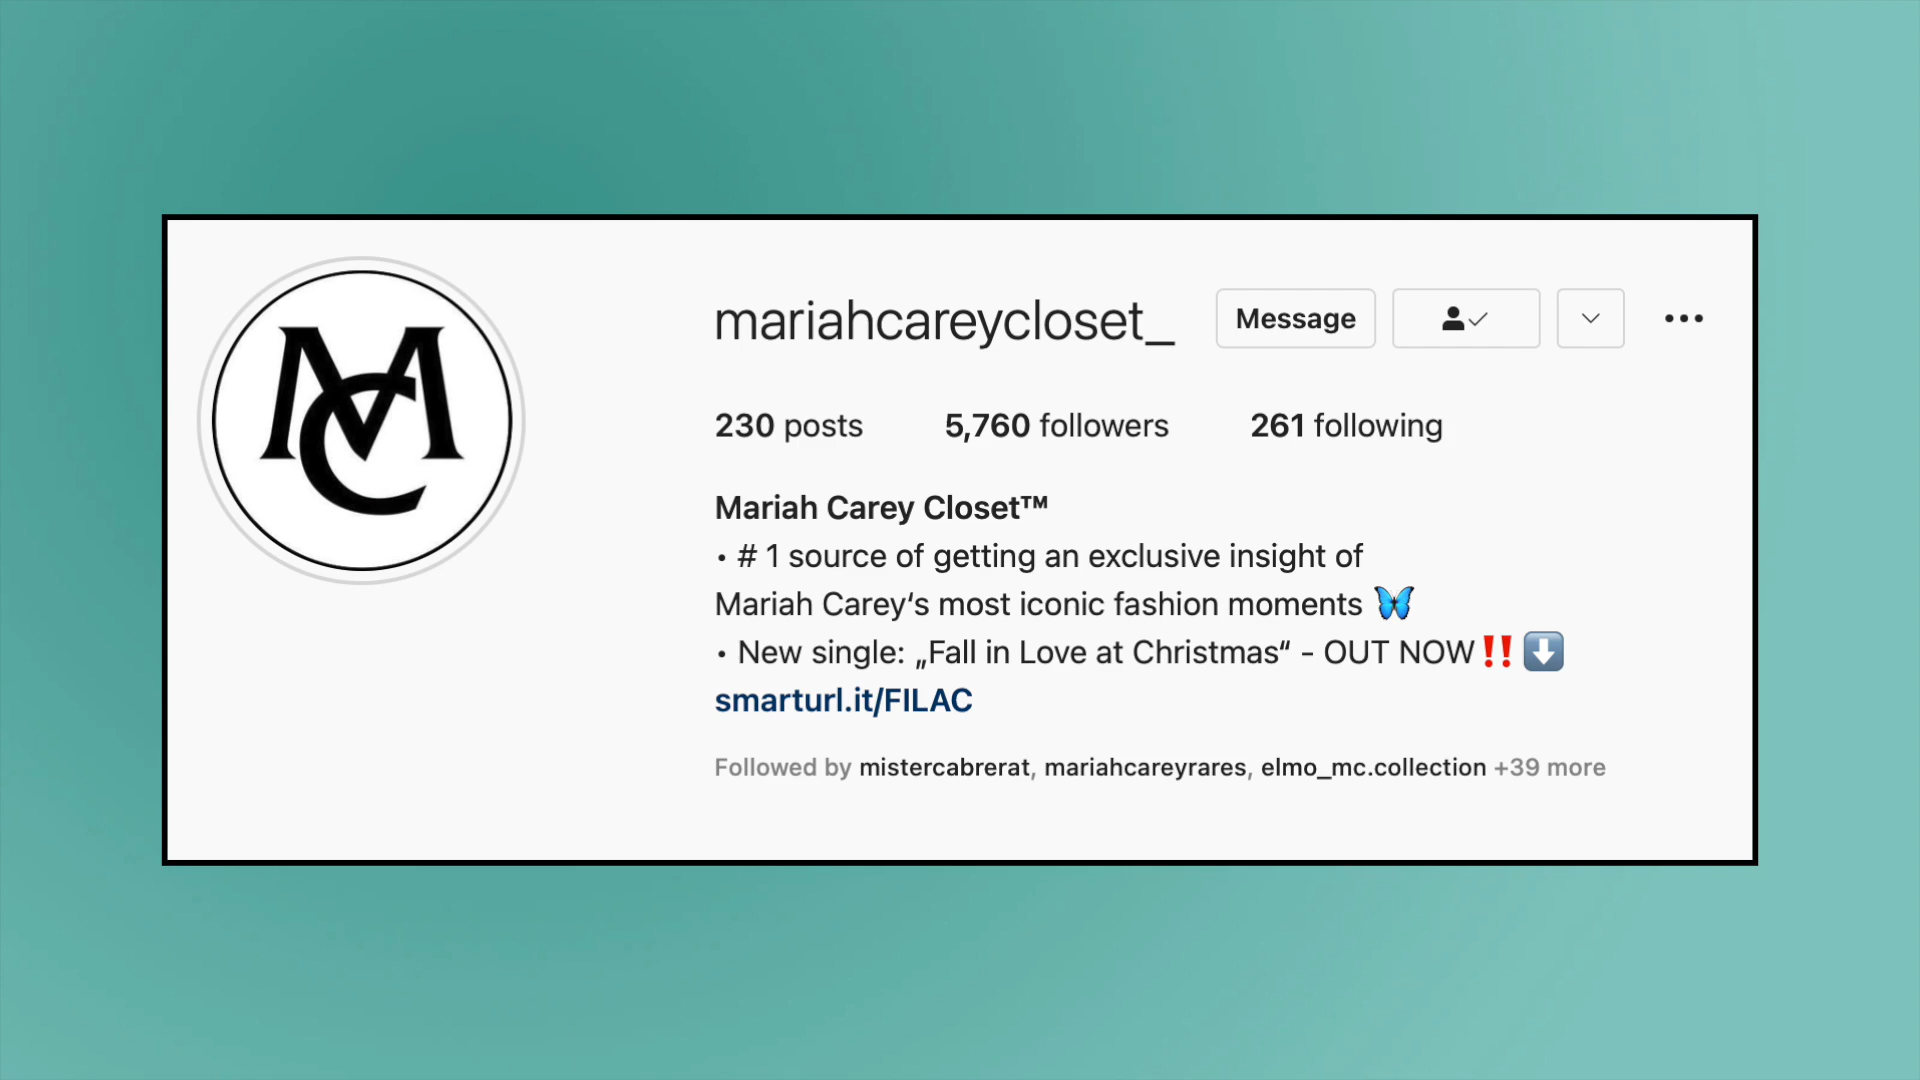 MC
mariahcareycloset_ Message
230 posts 5,760 followers 261 following
Mariah Carey Closet™
• # 1 source of getting an exclusive insight of
Mariah Carey‘s most iconic fashion moments 🦋
• New single: „Fall in Love at Christmas“ - OUT NOW‼️⬇️
smarturl.it/FILAC
Followed by mistercabrerat, mariahcareyrares, elmo_mc.collection +39 more